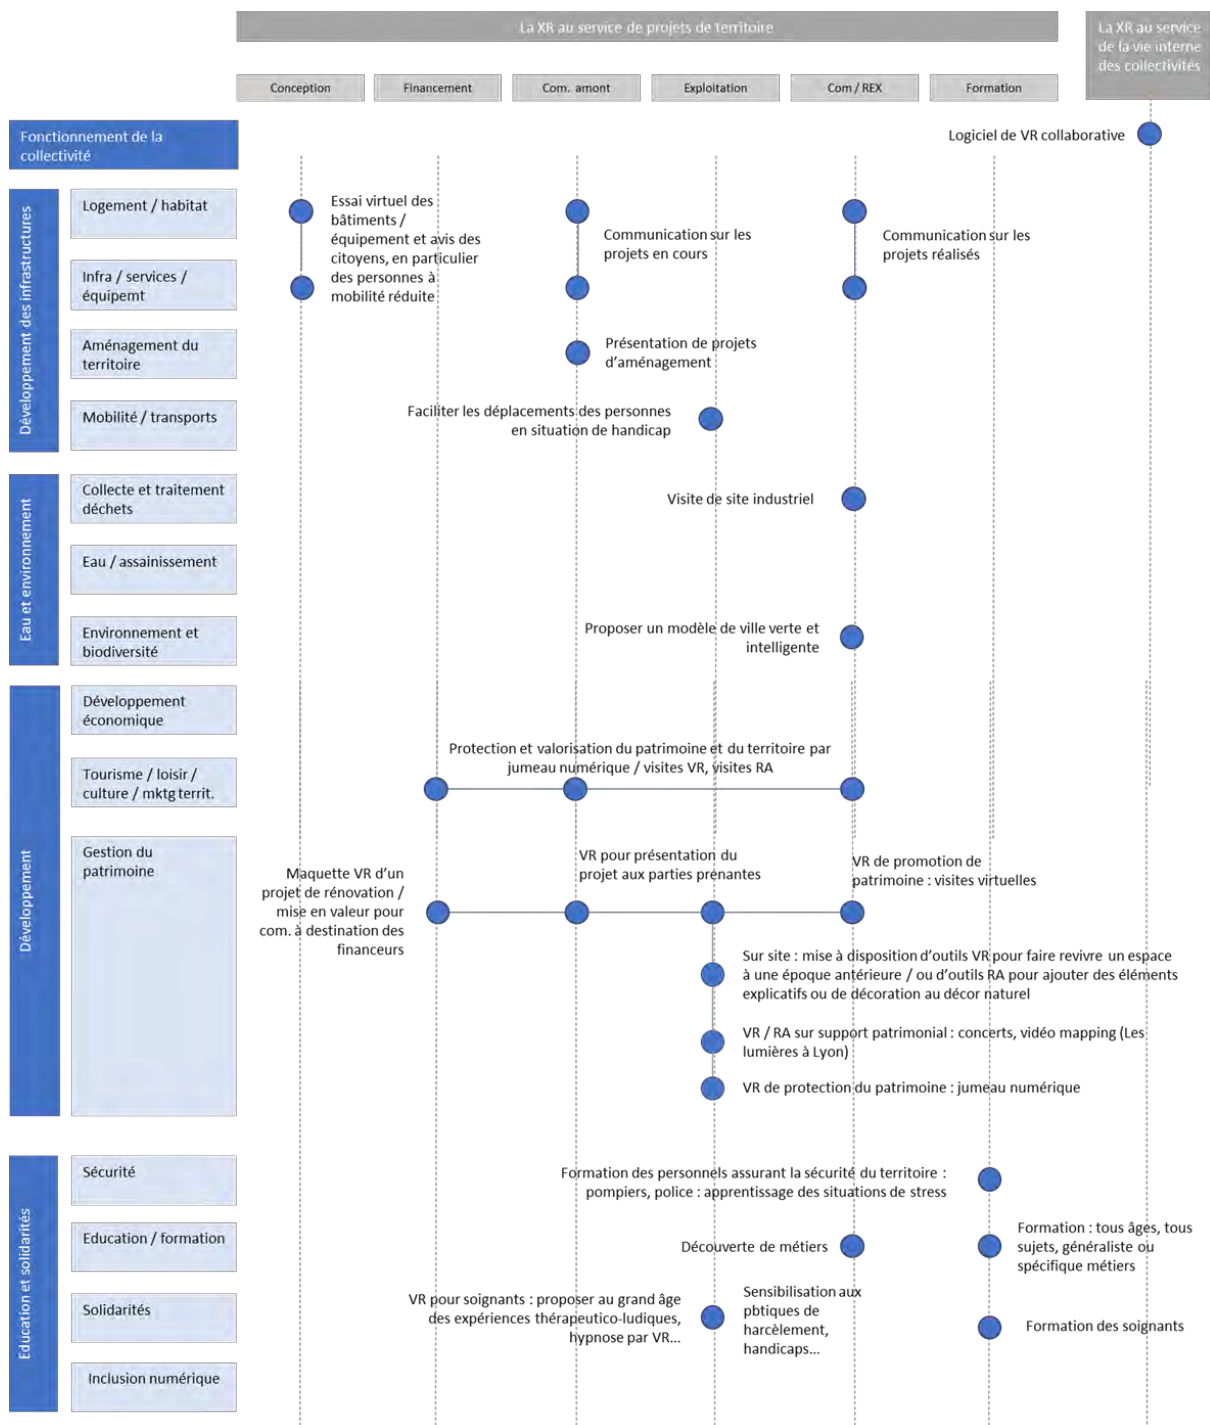 La XR au service de projets de territoire
La XR au service
de la vie interne
des collectivités
Conception
Financement
Com. amont
Exploitation
Com / REX
Formation
Fonctionnement de la
collectivité
Logiciel de VR collaborative
Développement des infrastructures
Logement / habitat
Essai virtuel des
bâtiments /
équipement et avis des
citoyens, en particulier
des personnes à
mobilité réduite
Communication sur les
projets en cours
Communication sur les
projets réalisés
Infra / services /
équipemt
Aménagement du
territoire
Présentation de projets
d’aménagement
Mobilité / transports
Faciliter les déplacements des personnes
en situation de handicap
Eau et environnement
Collecte et traitement
déchets
Visite de site industriel
Eau / assainissement
Environnement et
biodiversité
Proposer un modèle de ville verte et
intelligente
Développement
Développement
économique
Tourisme / loisir /
culture / mktg territ.
Protection et valorisation du patrimoine et du territoire par
jumeau numérique / visites VR, visites RA
Gestion du
patrimoine
Maquette VR d’un
projet de rénovation /
mise en valeur pour
com. à destination des
financeurs
VR pour présentation du
projet aux parties prenantes
VR de promotion de
patrimoine : visites virtuelles
Sur site : mise à disposition d’outils VR pour faire revivre un espace
à une époque antérieure / ou d’outils RA pour ajouter des éléments
explicatifs ou de décoration au décor naturel
VR / RA sur support patrimonial : concerts, vidéo mapping (Les
lumières à Lyon)
VR de protection du patrimoine : jumeau numérique
Education et solidarités
Sécurité
Formation des personnels assurant la sécurité du territoire :
pompiers, police : apprentissage des situations de stress
Education / formation
Découverte de métiers
Formation : tous âges, tous
sujets, généraliste ou
spécifique métiers
Solidarités
VR pour soignants : proposer au grand âge
des expériences thérapeutico-ludiques,
hypnose par VR...
Sensibilisation aux
pbtiques de
harcèlement,
handicaps...
Formation des soignants
Inclusion numérique